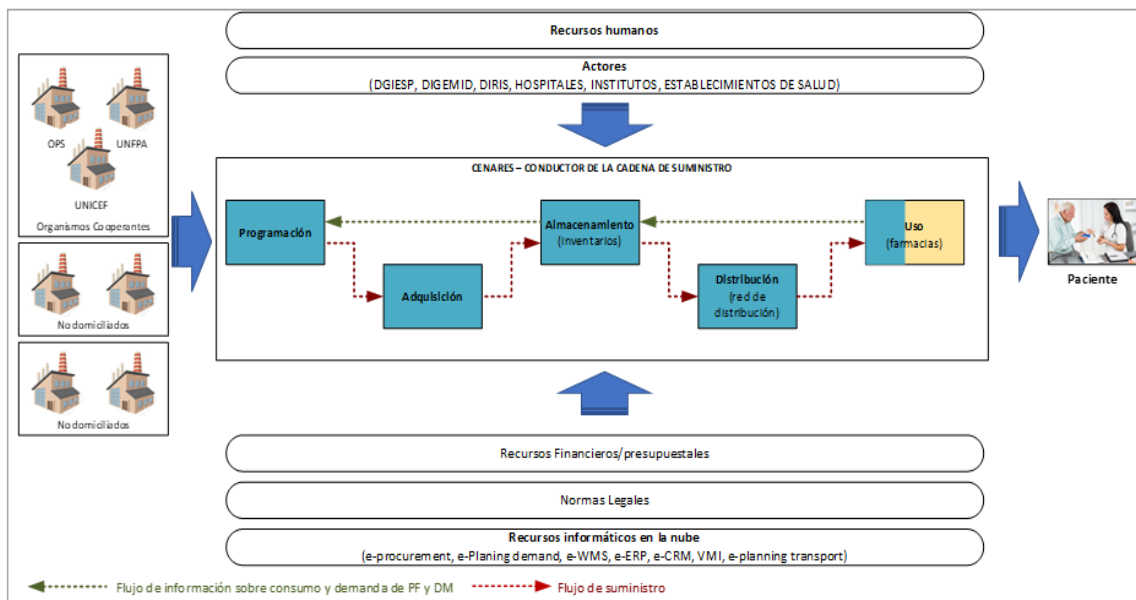 Recursos humanos
Actores
(DGIESP, DIGEMID, DIRIS, HOSPITALES, INSTITUTOS, ESTABLECIMIENTOS DE SALUD)
OPS
UNFPA
UNICEF
Organismos Cooperantes
No domiciliados
No domiciliados
CENARES – CONDUCTOR DE LA CADENA DE SUMINISTRO
Programación
Adquisición
Almacenamiento
(inventarios)
Distribución
(red de
distribución)
Uso
(farmacias)
Paciente
Recursos Financieros/presupuestales
Normas Legales
Recursos informáticos en la nube
(e-procurement, e-Planing demand, e-WMS, e-ERP, e-CRM, VMI, e-planning transport)
Flujo de información sobre consumo y demanda de PF y DM
Flujo de suministro